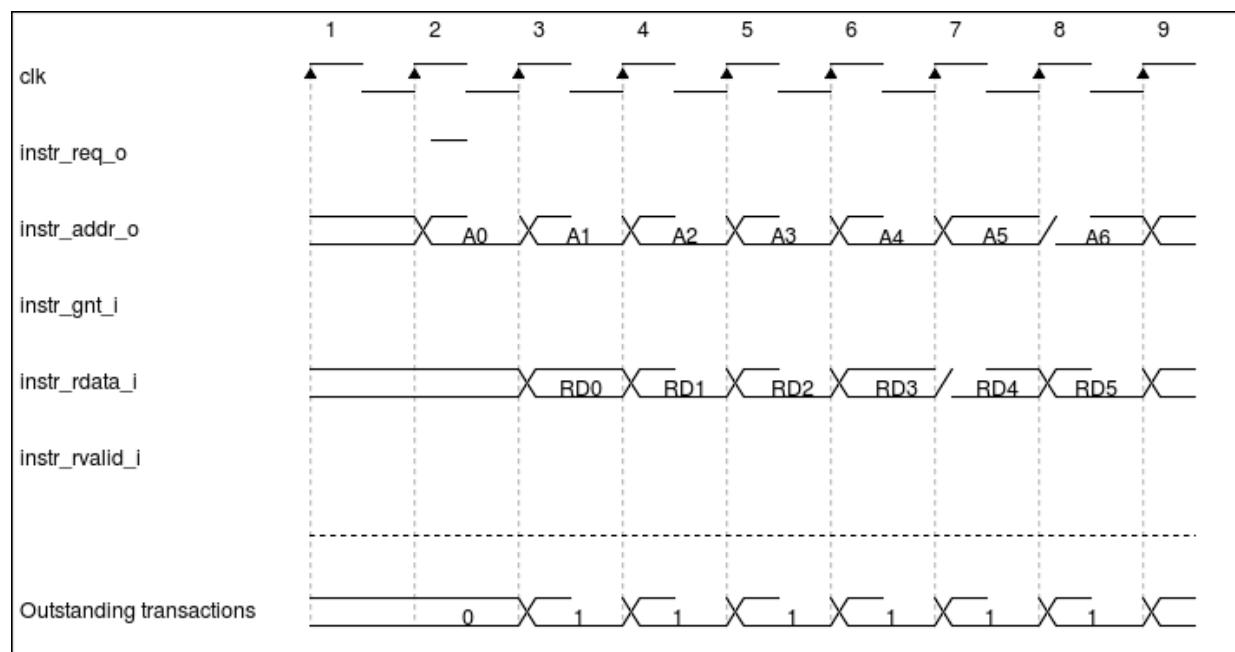 1 2 3 4 5 6 7 8 9
clk
instr_req_o
instr_addr_o A0 A1 A2 A3 A4 A5 A6
instr_gnt_i
instr_rdata_i RD0 RD1 RD2 RD3 RD4 RD5
instr_rvalid_i
Outstanding transactions 0 1 1 1 1 1 1